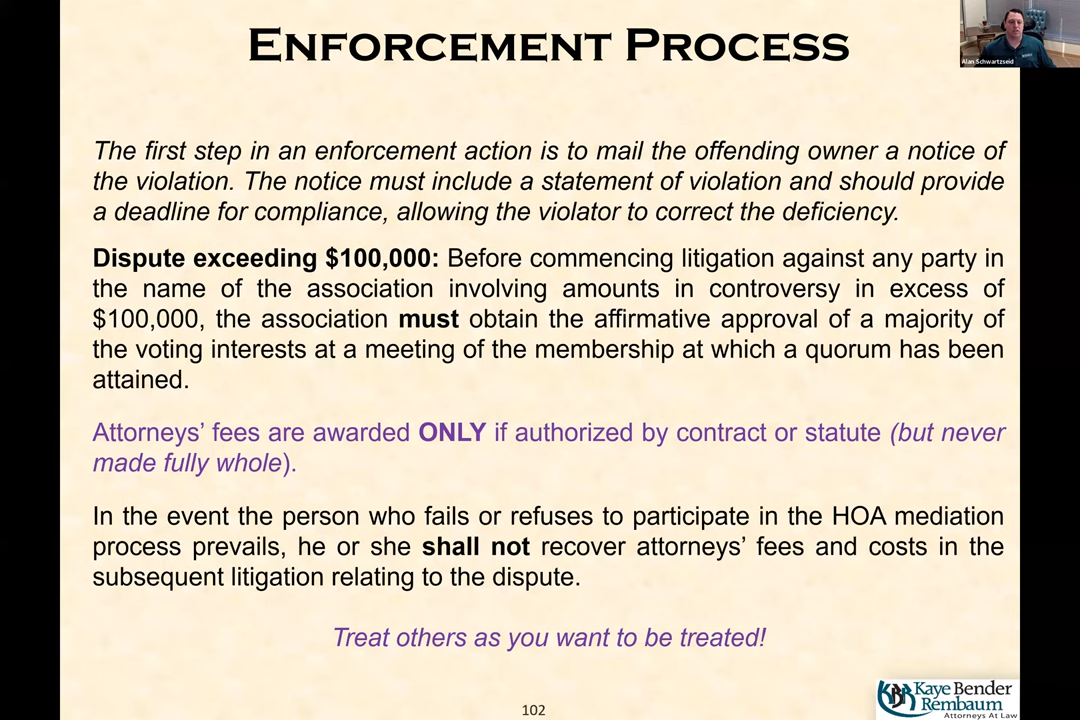 ENFORCEMENT PROCESS
Alan Schwartzseid
The first step in an enforcement action is to mail the offending owner a notice of
the violation. The notice must include a statement of violation and should provide
a deadline for compliance, allowing the violator to correct the deficiency.
Dispute exceeding $100,000: Before commencing litigation against any party in
the name of the association involving amounts in controversy in excess of
$100,000, the association must obtain the affirmative approval of a majority of
the voting interests at a meeting of the membership at which a quorum has been
attained.
Attorneys’ fees are awarded ONLY if authorized by contract or statute (but never
made fully whole).
In the event the person who fails or refuses to participate in the HOA mediation
process prevails, he or she shall not recover attorneys’ fees and costs in the
subsequent litigation relating to the dispute.
Treat others as you want to be treated!
KBR Kaye Bender
Rembaum
Attorneys At Law
102